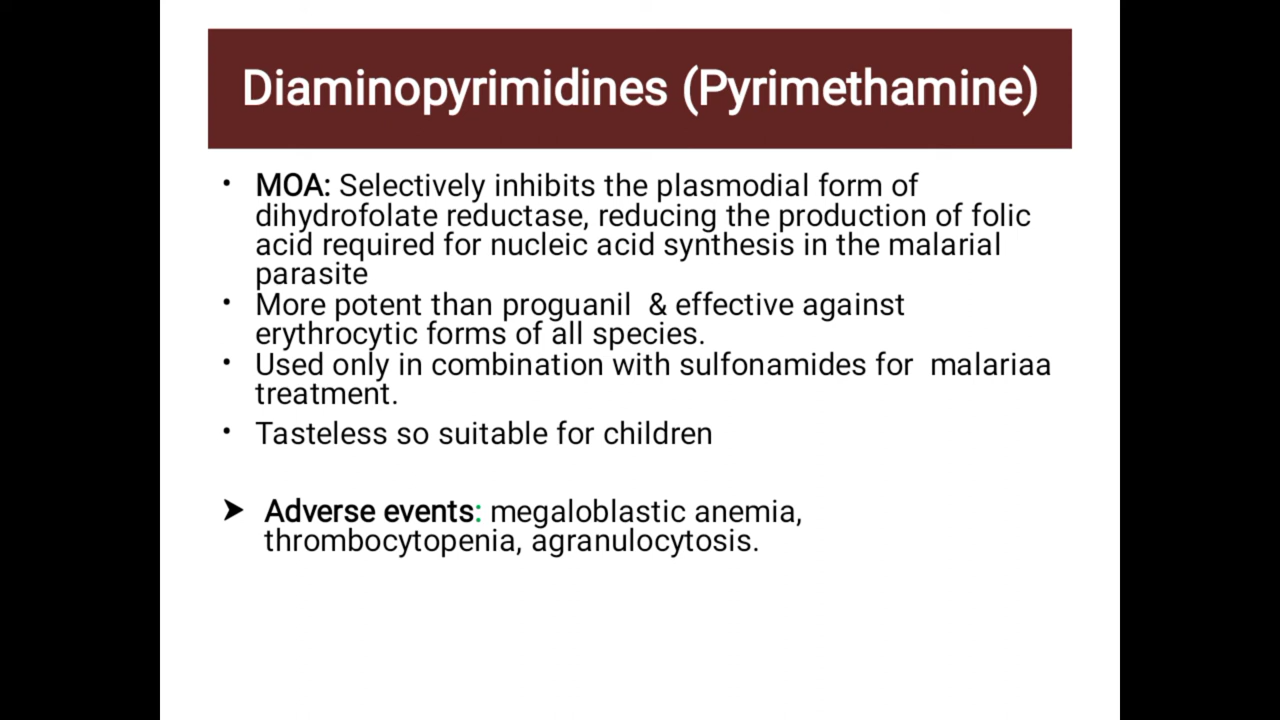 Diaminopyrimidines (Pyrimethamine)
• MOA: Selectively inhibits the plasmodial form of
dihydrofolate reductase, reducing the production of folic
acid required for nucleic acid synthesis in the malarial
parasite
• More potent than proguanil & effective against
erythrocytic forms of all species.
• Used only in combination with sulfonamides for malariaa
treatment.
• Tasteless so suitable for children
➤ Adverse events: megaloblastic anemia,
thrombocytopenia, agranulocytosis.